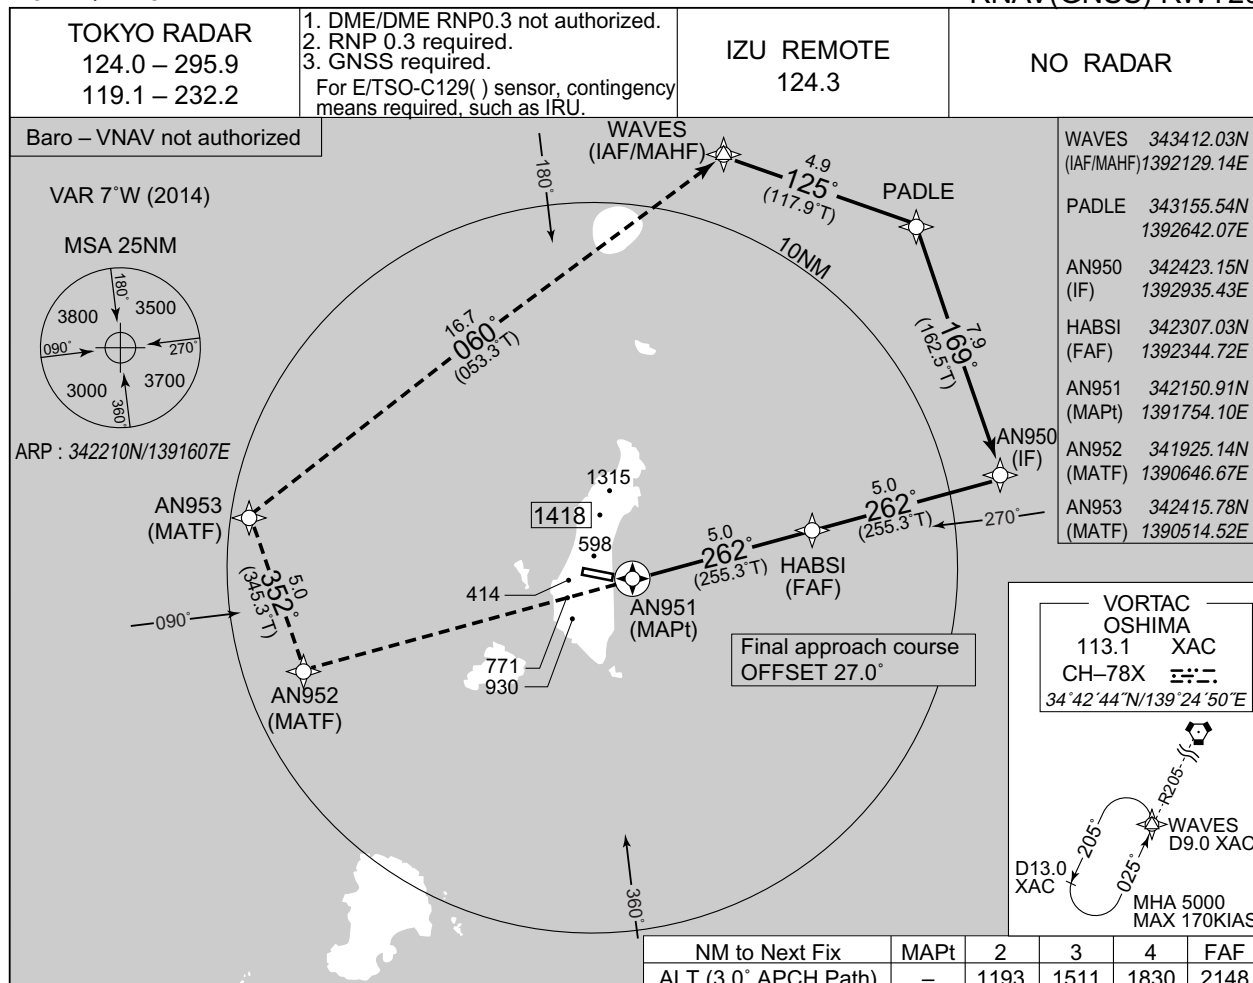 TOKYO RADAR
124.0 – 295.9
119.1 – 232.2
1. DME/DME RNP0.3 not authorized.
2. RNP 0.3 required.
3. GNSS required.
For E/TSO-C129( ) sensor, contingency
means required, such as IRU.
IZU REMOTE
124.3
NO RADAR
Baro – VNAV not authorized
VAR 7˚W (2014)
MSA 25NM
180˚
3800
3500
090˚
270˚
3000
3700
360˚
ARP : 342210N/1391607E
WAVES
(IAF/MAHF)
180˚
4.9
125˚
(117.9˚T)
PADLE
10NM
7.9
169˚
(162.5˚T)
16.7
060˚
(053.3˚T)
AN950
(IF)
5.0
262˚
(255.3˚T)
270˚
HABSI
(FAF)
5.0
262˚
(255.3˚T)
AN951
(MAPt)
1315
1418
598
414
771
930
AN953
(MATF)
5.0
352˚
(345.3˚T)
090˚
AN952
(MATF)
Final approach course
OFFSET 27.0˚
360˚
WAVES 343412.03N
(IAF/MAHF) 1392129.14E
PADLE 343155.54N
1392642.07E
AN950 342423.15N
(IF) 1392935.43E
HABSI 342307.03N
(FAF) 1392344.72E
AN951 342150.91N
(MAPt) 1391754.10E
AN952 341925.14N
(MATF) 1390646.67E
AN953 342415.78N
(MATF) 1390514.52E
VORTAC
OSHIMA
113.1 XAC
CH–78X
34˚42´44˝N/139˚24´50˝E
R205
WAVES
D9.0 XAC
205˚
025˚
D13.0
XAC
MHA 5000
MAX 170KIAS
NM to Next Fix MAPt 2 3 4 FAF
ALT (3.0˚ APCH Path) – 1193 1511 1830 2148